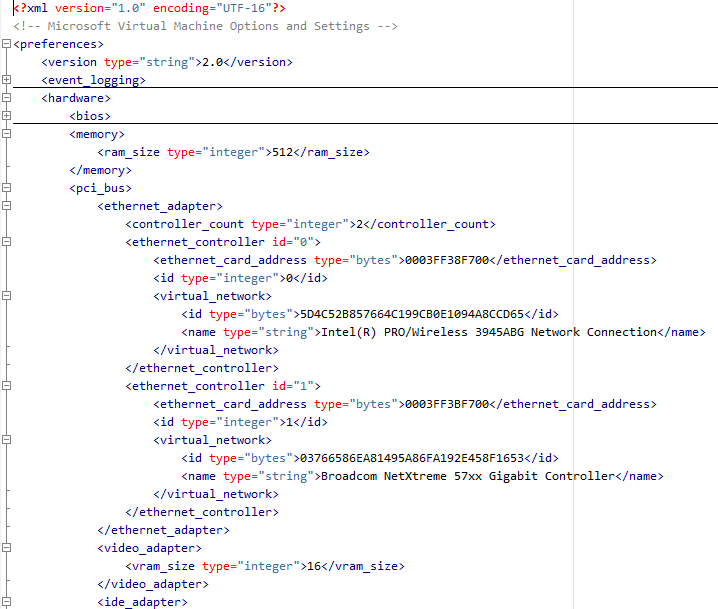 <?xml version="1.0" encoding="UTF-16"?>
<!-- Microsoft Virtual Machine Options and Settings -->
<preferences>
<version type="string">2.0</version>
<event_logging>
<hardware>
<bios>
<memory>
<ram_size type="integer">512</ram_size>
</memory>
<pci_bus>
<ethernet_adapter>
<controller_count type="integer">2</controller_count>
<ethernet_controller id="0">
<ethernet_card_address type="bytes">0003FF38F700</ethernet_card_address>
<id type="integer">0</id>
<virtual_network>
<id type="bytes">5D4C52B857664C199CB0E1094A8CCD65</id>
<name type="string">Intel(R) PRO/Wireless 3945ABG Network Connection</name>
</virtual_network>
</ethernet_controller>
<ethernet_controller id="1">
<ethernet_card_address type="bytes">0003FF3BF700</ethernet_card_address>
<id type="integer">1</id>
<virtual_network>
<id type="bytes">03766586EA81495A86FA192E458F1653</id>
<name type="string">Broadcom NetXtreme 57xx Gigabit Controller</name>
</virtual_network>
</ethernet_controller>
</ethernet_adapter>
<video_adapter>
<vram_size type="integer">16</vram_size>
</video_adapter>
<ide_adapter>